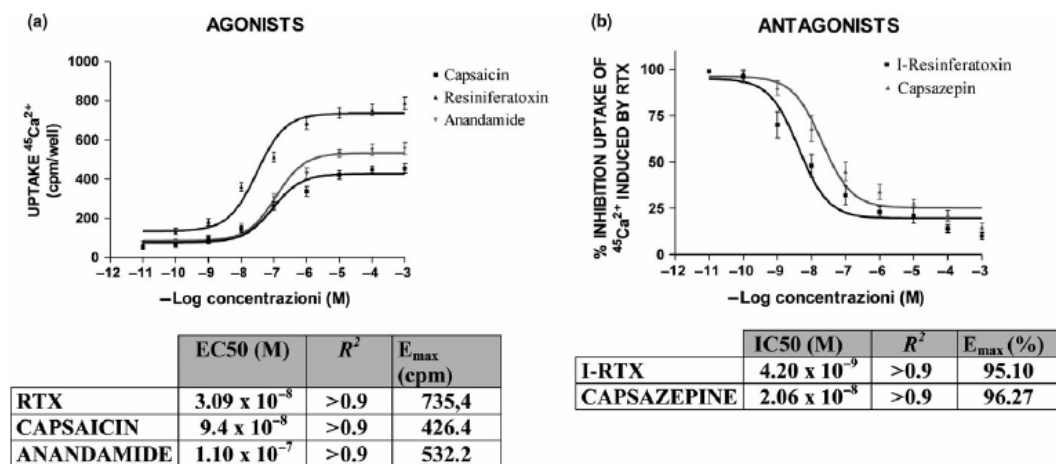 (a)
AGONISTS
UPTAKE ⁴⁵Ca²⁺
(cpm/well)
1000
800
600
400
200
0
−12 −11 −10 −9 −8 −7 −6 −5 −4 −3
−Log concentrazioni (M)
Capsaicin
Resiniferatoxin
Anandamide
EC50 (M) R² E_max (cpm)
RTX 3.09 x 10⁻⁸ >0.9 735,4
CAPSAICIN 9.4 x 10⁻⁸ >0.9 426.4
ANANDAMIDE 1.10 x 10⁻⁷ >0.9 532.2
(b)
ANTAGONISTS
% INHIBITION UPTAKE OF
⁴⁵Ca²⁺ INDUCED BY RTX
100
75
50
25
0
−12 −11 −10 −9 −8 −7 −6 −5 −4 −3 −2
−Log concentrazioni (M)
I-Resinferatoxin
Capsazepin
IC50 (M) R² E_max (%)
I-RTX 4.20 x 10⁻⁹ >0.9 95.10
CAPSAZEPINE 2.06 x 10⁻⁸ >0.9 96.27